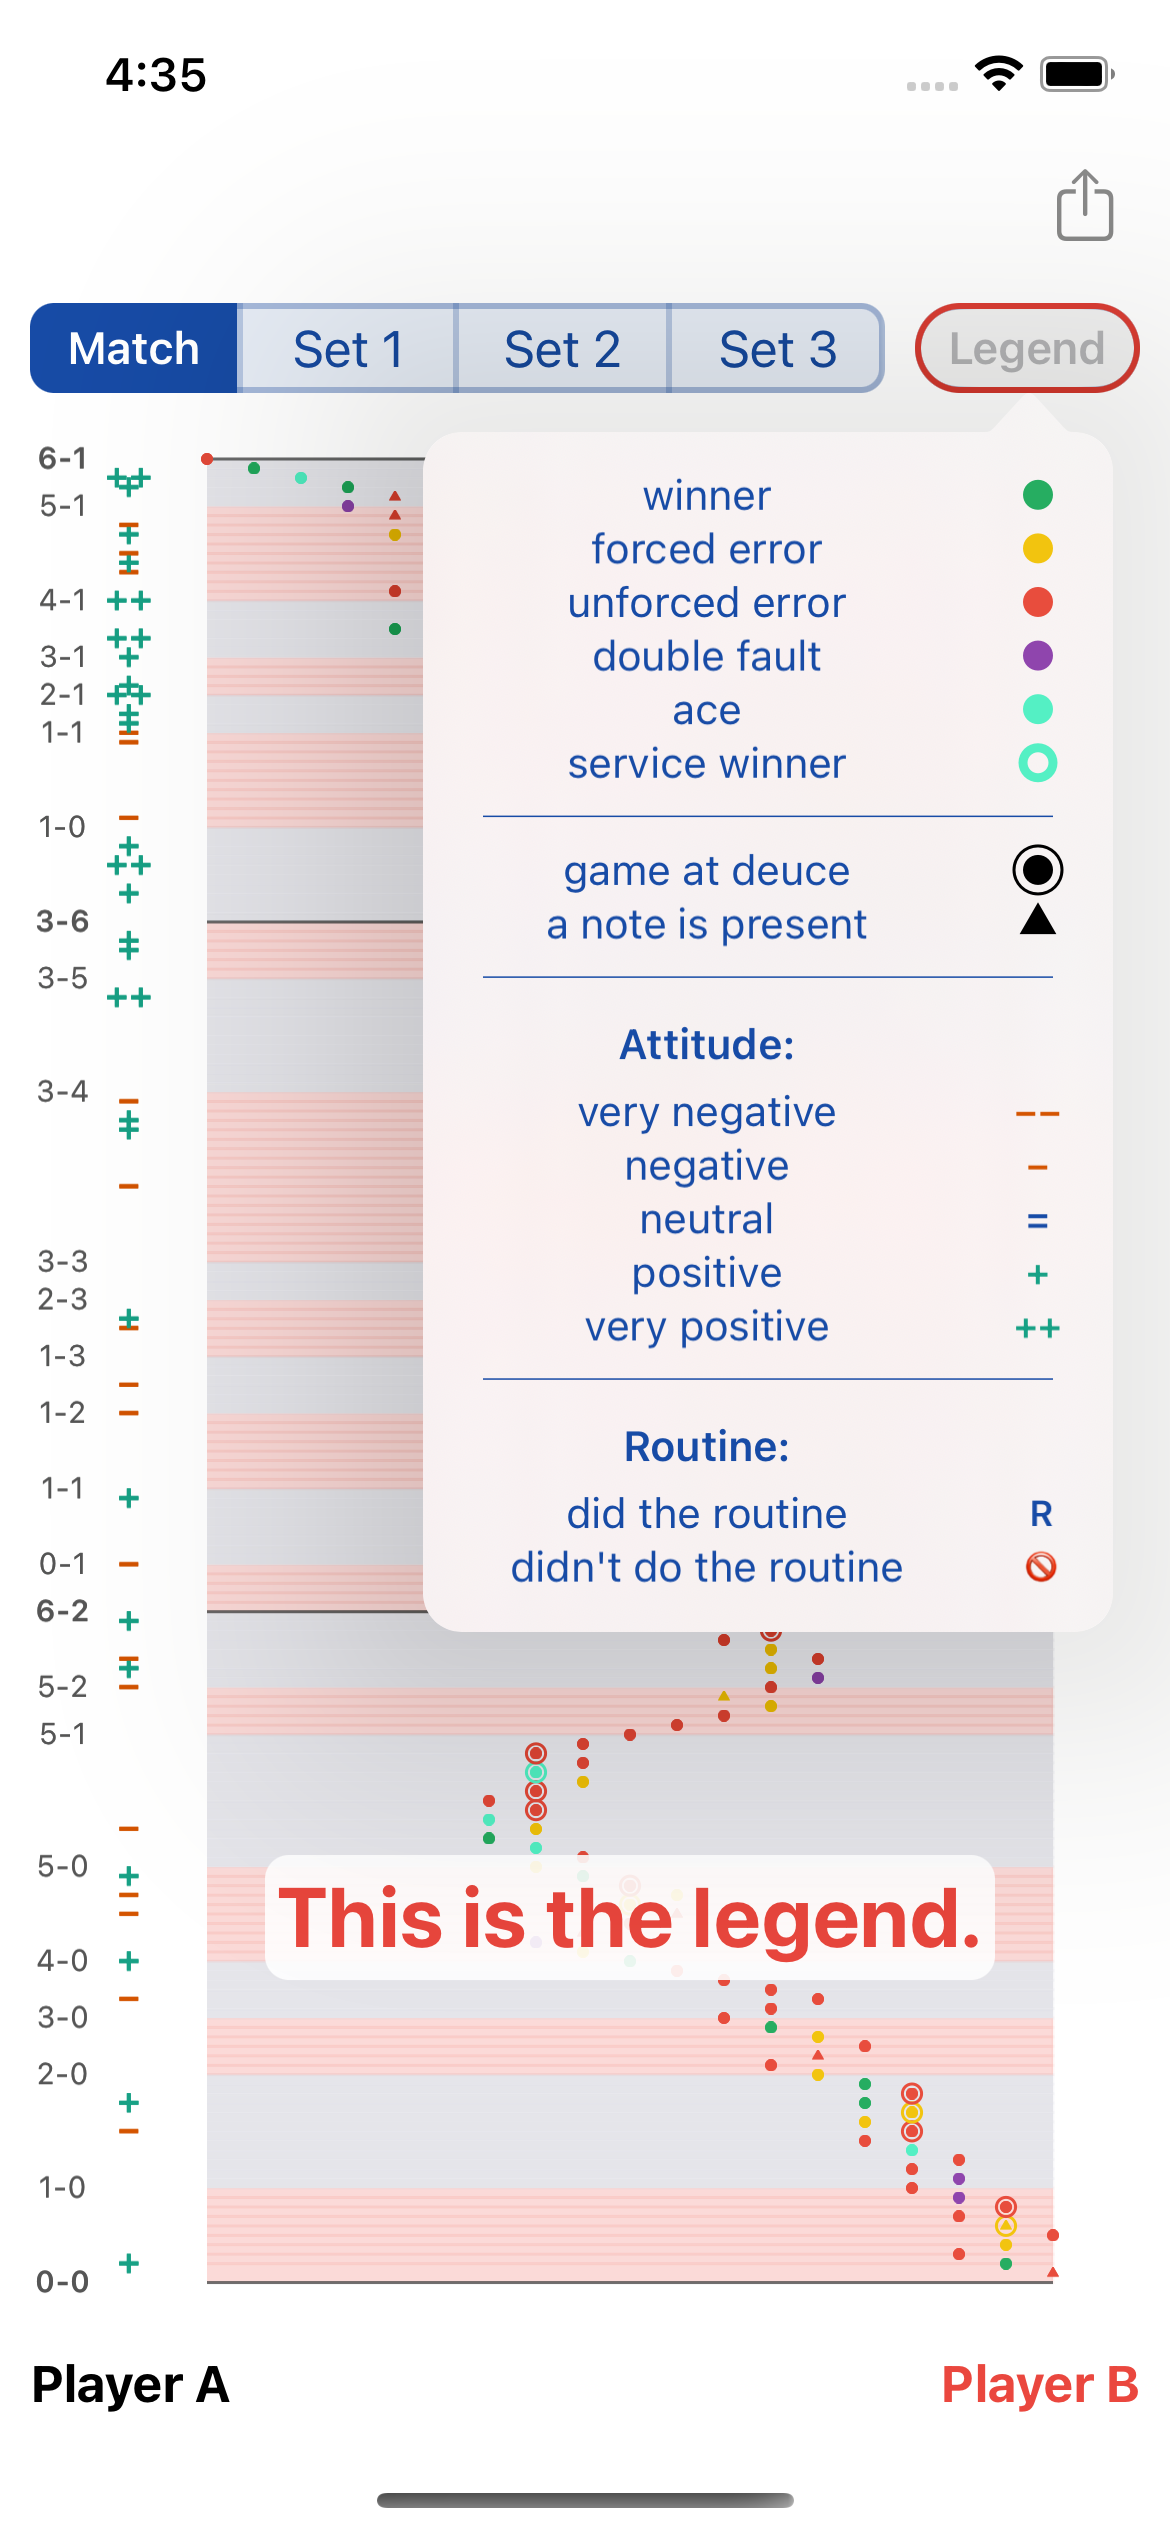 4:35
Match Set 1 Set 2 Set 3 Legend
6-1
5-1
4-1
3-1
2-1
1-1
1-0
3-6
3-5
3-4
3-3
2-3
1-3
1-2
1-1
0-1
6-2
5-2
5-1
5-0
4-0
3-0
2-0
1-0
0-0
winner
forced error
unforced error
double fault
ace
service winner
game at deuce
a note is present
Attitude:
very negative --
negative -
neutral =
positive +
very positive ++
Routine:
did the routine R
didn't do the routine
This is the legend.
Player A Player B